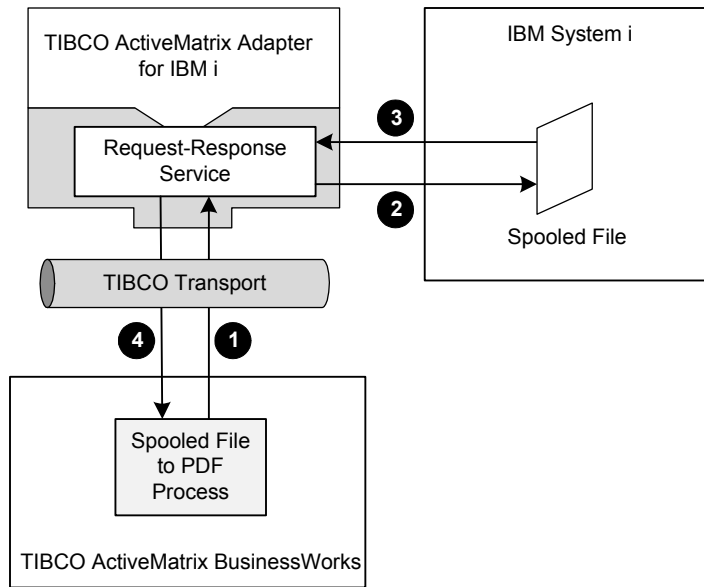 TIBCO ActiveMatrix Adapter
for IBM i
IBM System i
Request-Response
Service
3
2
Spooled File
TIBCO Transport
4
1
Spooled File
to PDF
Process
TIBCO ActiveMatrix BusinessWorks